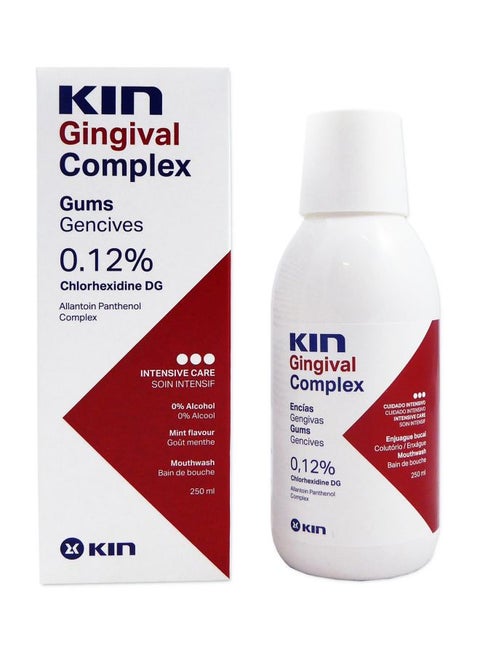 KIN
Gingival
Complex
Gums
Gencives
0.12%
Chlorhexidine DG
Allantoin Panthenol
Complex
INTENSIVE CARE
SOIN INTENSIF
0% Alcohol
0% Alcool
Mint flavour
Goût menthe
Mouthwash
Bain de bouche
250 ml
KIN
KIN
Gingival
Complex
Encías
Gengivas
Gums
Gencives
0,12%
Chlorhexidine DG
Allantoin Panthenol
Complex
CUIDADO INTENSIVO
CUIDADO INTENSIVO
INTENSIVE CARE
SOIN INTENSIF
Enjuague bucal
Colutório / Enxágue
Mouthwash
Bain de bouche
250 ml
KIN